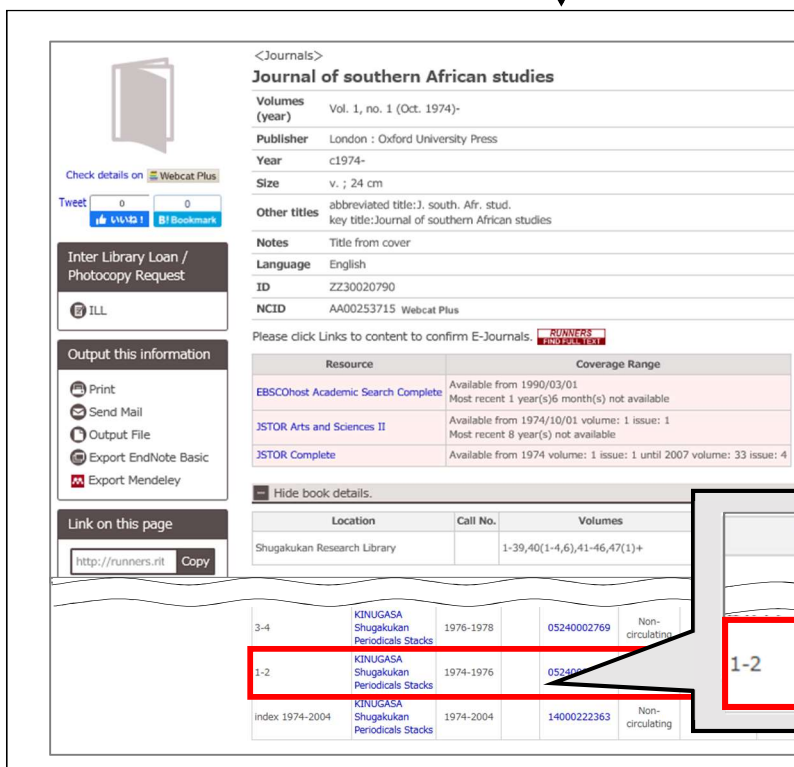 <Journals>
Journal of southern African studies
Volumes (year) Vol. 1, no. 1 (Oct. 1974)-
Publisher London : Oxford University Press
Year c1974-
Size v. ; 24 cm
Other titles abbreviated title:J. south. Afr. stud.
key title:Journal of southern African studies
Notes Title from cover
Language English
ID ZZ30020790
NCID AA00253715 Webcat Plus
Check details on Webcat Plus
Tweet 0 0
いいね! B! Bookmark
Inter Library Loan /
Photocopy Request
ILL
Output this information
Print
Send Mail
Output File
Export EndNote Basic
Export Mendeley
Link on this page
http://runners.rit Copy
Please click Links to content to confirm E-Journals. RUNNERS
FIND FULL TEXT
Resource Coverage Range
EBSCOhost Academic Search Complete Available from 1990/03/01
Most recent 1 year(s)6 month(s) not available
JSTOR Arts and Sciences II Available from 1974/10/01 volume: 1 issue: 1
Most recent 8 year(s) not available
JSTOR Complete Available from 1974 volume: 1 issue: 1 until 2007 volume: 33 issue: 4
Hide book details.
Location Call No. Volumes
Shugakukan Research Library 1-39,40(1-4,6),41-46,47(1)+
3-4 KINUGASA Shugakukan Periodicals Stacks 1976-1978 05240002769 Non-circulating
1-2 KINUGASA Shugakukan Periodicals Stacks 1974-1976
index 1974-2004 KINUGASA Shugakukan Periodicals Stacks 1974-2004 14000222363 Non-circulating
1-2